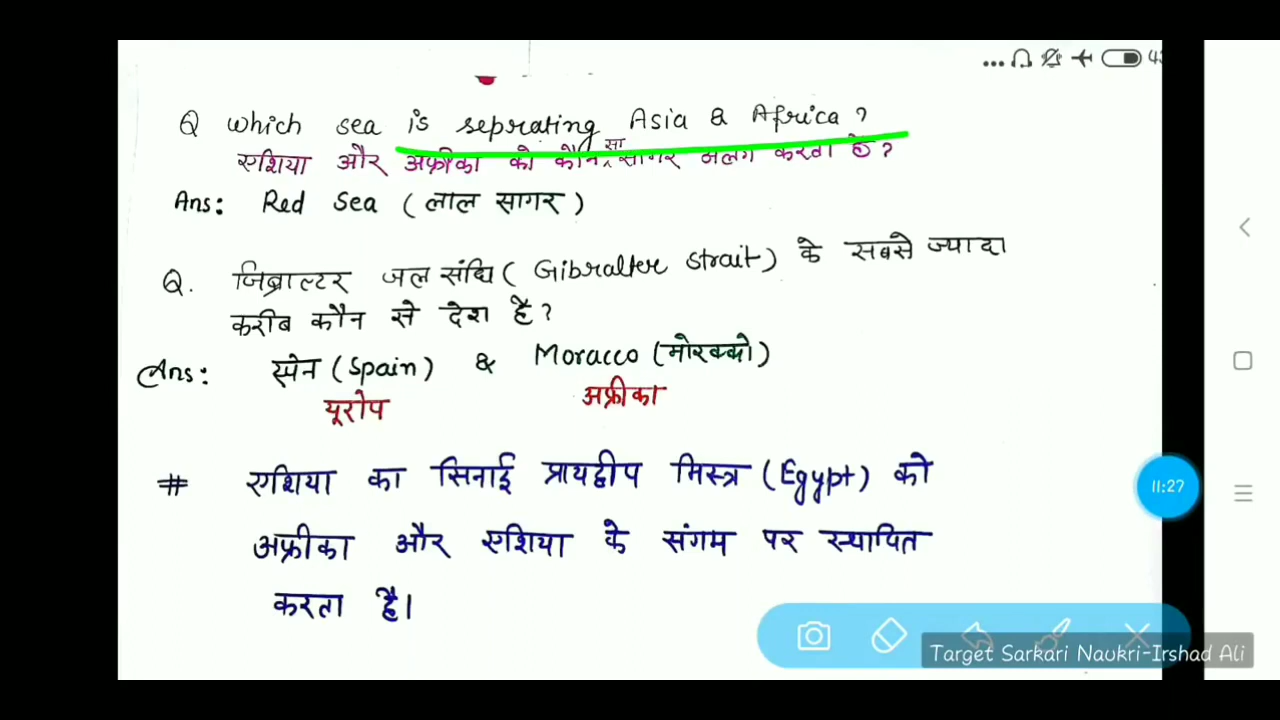 Q Which sea is seprating Asia & Africa ?
एशिया और अफ्रीका को कौन सा सागर अलग करता है ?
Ans: Red Sea ( लाल सागर )
Q. जिब्राल्टर जल संधि ( Gibralter strait ) के सबसे ज्यादा
करीब कौन से देश है ?
Ans: स्पेन ( Spain ) & Moracco ( मोरक्को )
यूरोप अफ्रीका
# एशिया का सिनाई प्रायद्वीप मिस्त्र ( Egypt ) को
अफ्रीका और एशिया के संगम पर स्थापित
करता है।
11:27
Target Sarkari Naukri-Irshad Ali